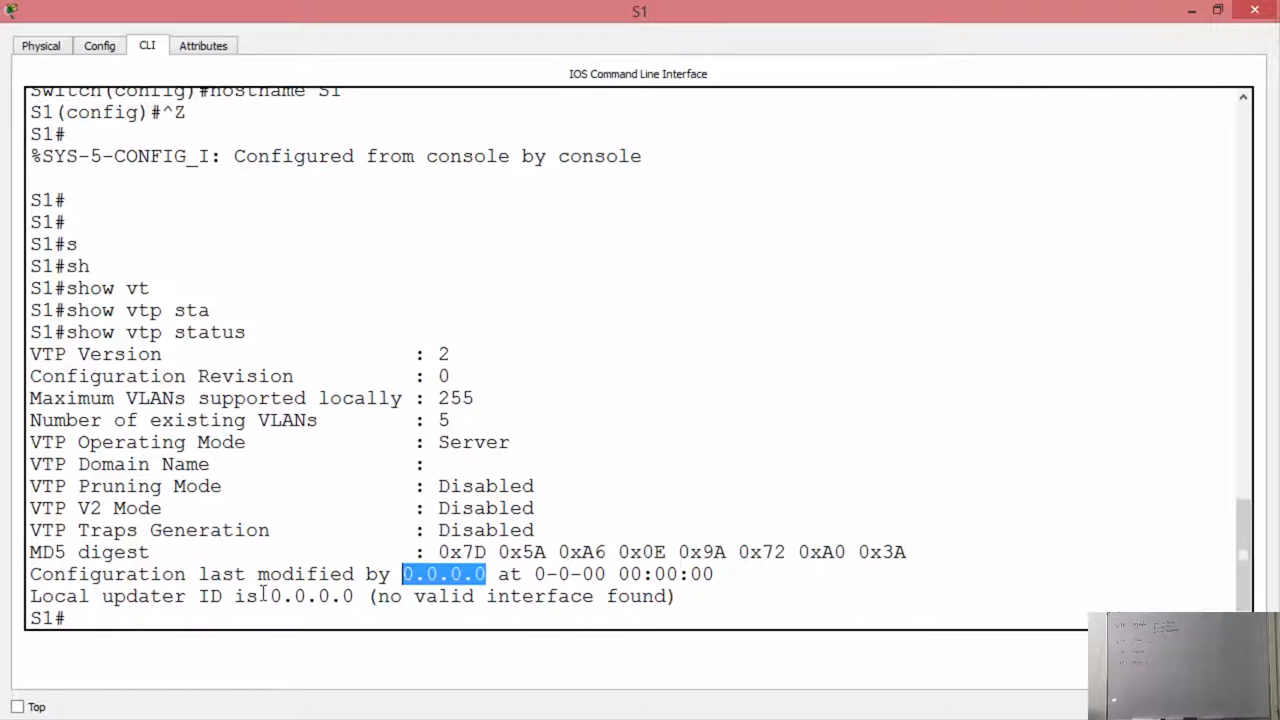 S1
Physical Config CLI Attributes
IOS Command Line Interface
Switch(config)#hostname S1
S1(config)#^Z
S1#
%SYS-5-CONFIG_I: Configured from console by console
S1#
S1#
S1#s
S1#sh
S1#show vt
S1#show vtp sta
S1#show vtp status
VTP Version : 2
Configuration Revision : 0
Maximum VLANs supported locally : 255
Number of existing VLANs : 5
VTP Operating Mode : Server
VTP Domain Name :
VTP Pruning Mode : Disabled
VTP V2 Mode : Disabled
VTP Traps Generation : Disabled
MD5 digest : 0x7D 0x5A 0xA6 0x0E 0x9A 0x72 0xA0 0x3A
Configuration last modified by 0.0.0.0 at 0-0-00 00:00:00
Local updater ID is 0.0.0.0 (no valid interface found)
S1#
Top